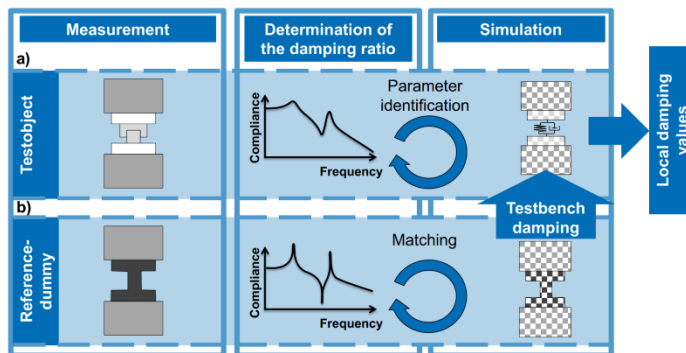 Measurement
Determination of
the damping ratio
Simulation
a)
Testobject
Compliance
Frequency
Parameter
identification
Local damping
values
b)
Reference-
dummy
Compliance
Frequency
Matching
Testbench
damping